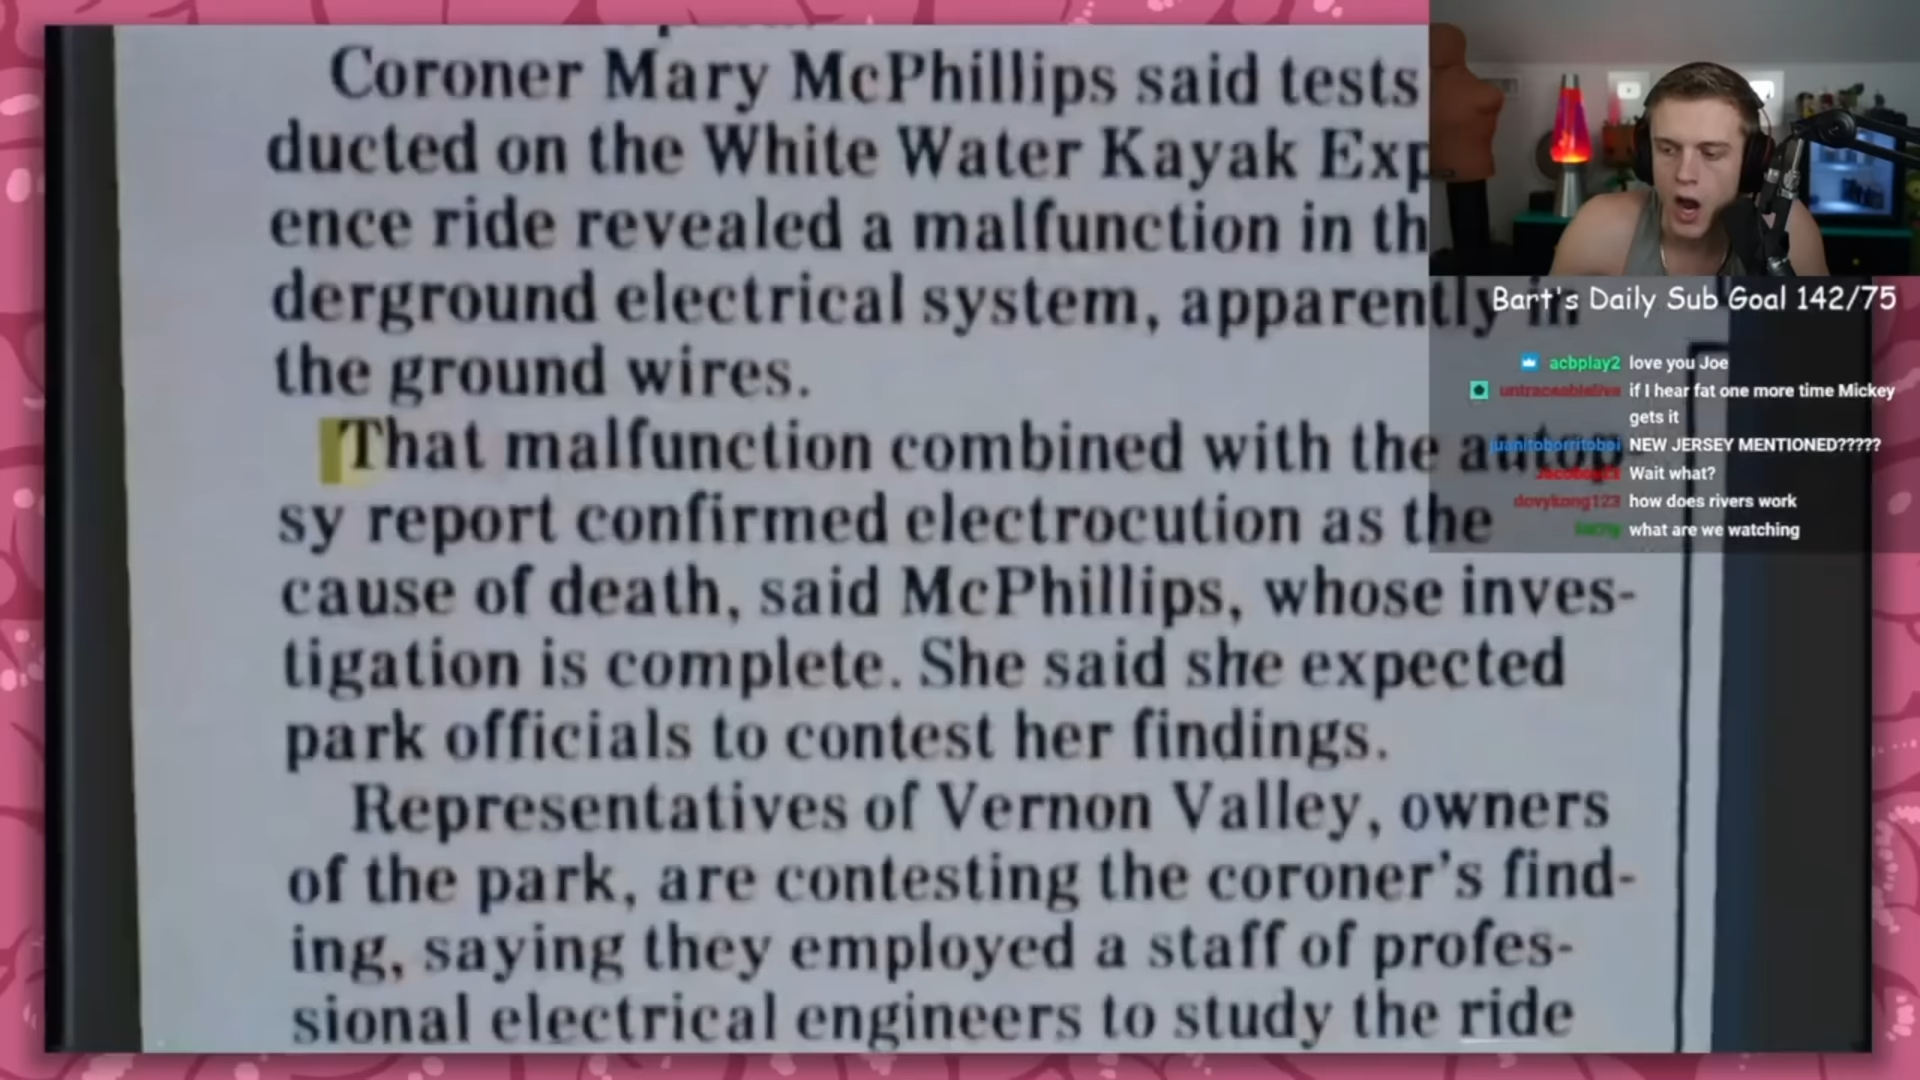 Coroner Mary McPhillips said tests
ducted on the White Water Kayak Exp
ence ride revealed a malfunction in th
derground electrical system, apparently in
the ground wires.
That malfunction combined with the autop-
sy report confirmed electrocution as the
cause of death, said McPhillips, whose inves-
tigation is complete. She said she expected
park officials to contest her findings.
Representatives of Vernon Valley, owners
of the park, are contesting the coroner's find-
ing, saying they employed a staff of profes-
sional electrical engineers to study the ride
Bart's Daily Sub Goal 142/75
acbplay2 love you Joe
if I hear fat one more time Mickey
gets it
juanitoborritoboi NEW JERSEY MENTIONED?????
Wait what?
dovykong123 how does rivers work
what are we watching